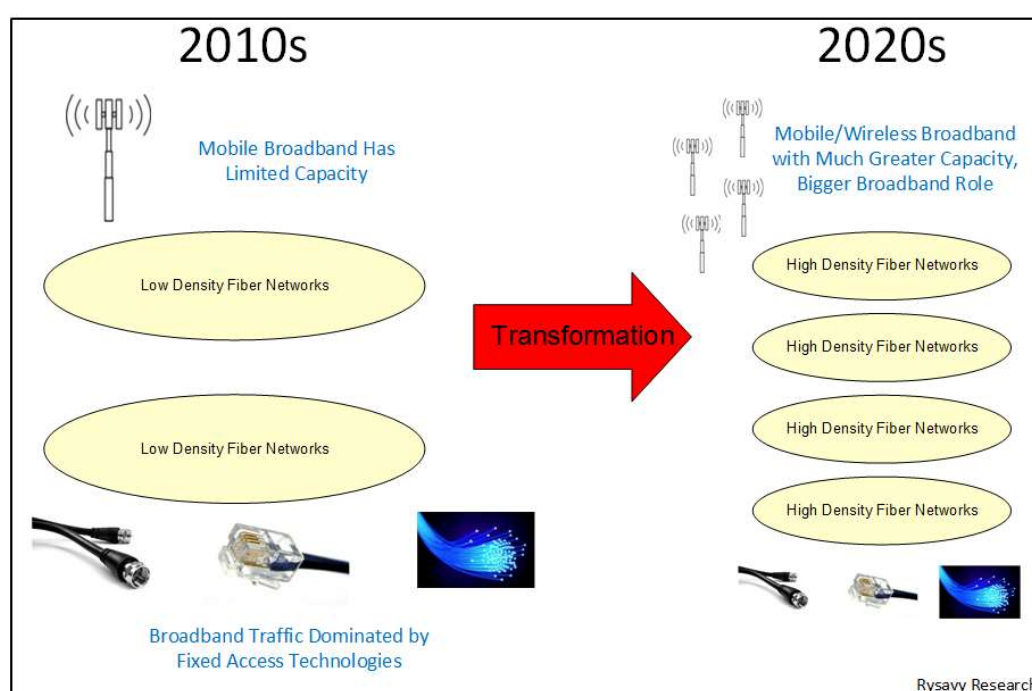 2010s
2020s
Mobile Broadband Has
Limited Capacity
Mobile/Wireless Broadband
with Much Greater Capacity,
Bigger Broadband Role
Low Density Fiber Networks
Low Density Fiber Networks
Transformation
High Density Fiber Networks
High Density Fiber Networks
High Density Fiber Networks
High Density Fiber Networks
Broadband Traffic Dominated by
Fixed Access Technologies
Rysavy Research